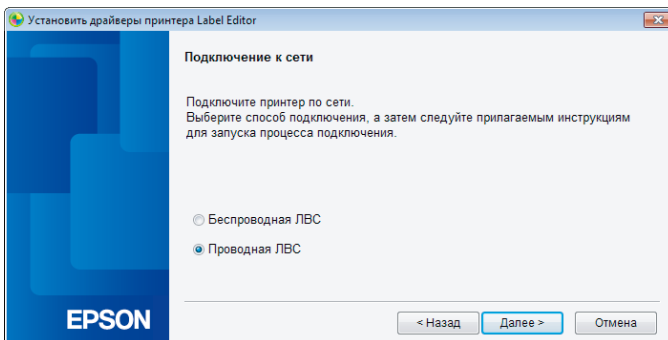 Установить драйверы принтера Label Editor
Подключение к сети
Подключите принтер по сети.
Выберите способ подключения, а затем следуйте прилагаемым инструкциям
для запуска процесса подключения.
Беспроводная ЛВС
Проводная ЛВС
EPSON
< Назад
Далее >
Отмена